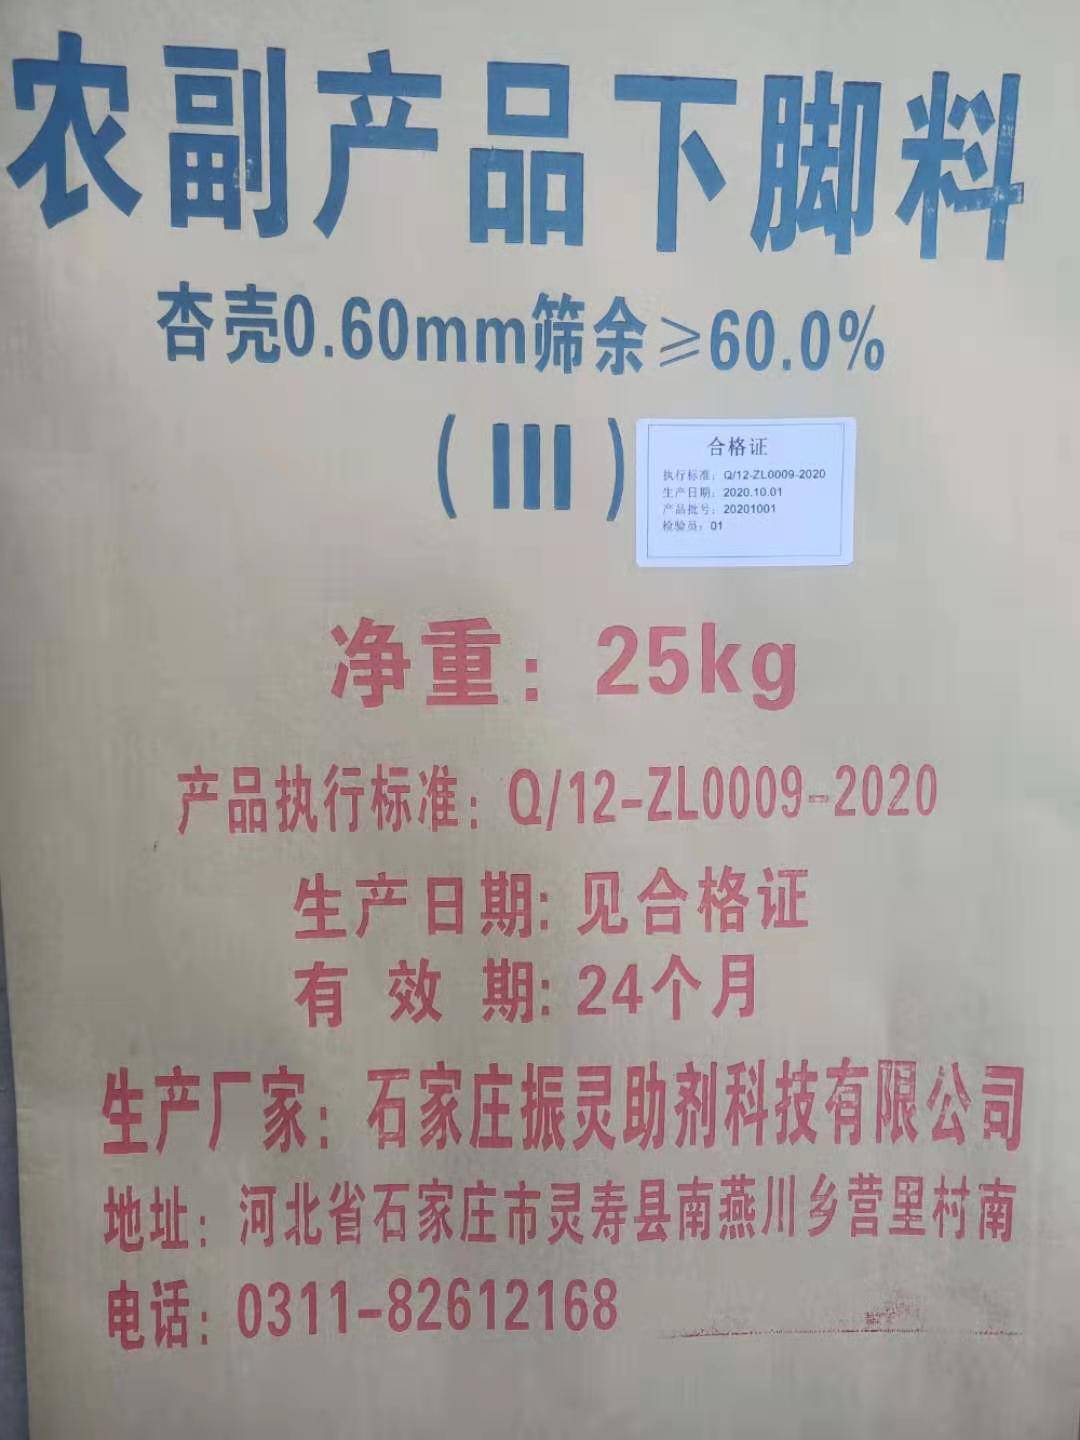 农副产品下脚料
杏壳0.60mm筛余≥60.0%
(III)
合格证
执行标准：Q/12-ZL0009-2020
生产日期：2020.10.01
产品批号：20201001
检验员：01
净重：25kg
产品执行标准：Q/12-ZL0009-2020
生产日期：见合格证
有效期：24个月
生产厂家：石家庄振灵助剂科技有限公司
地址：河北省石家庄市灵寿县南燕川乡营里村南
电话：0311-82612168